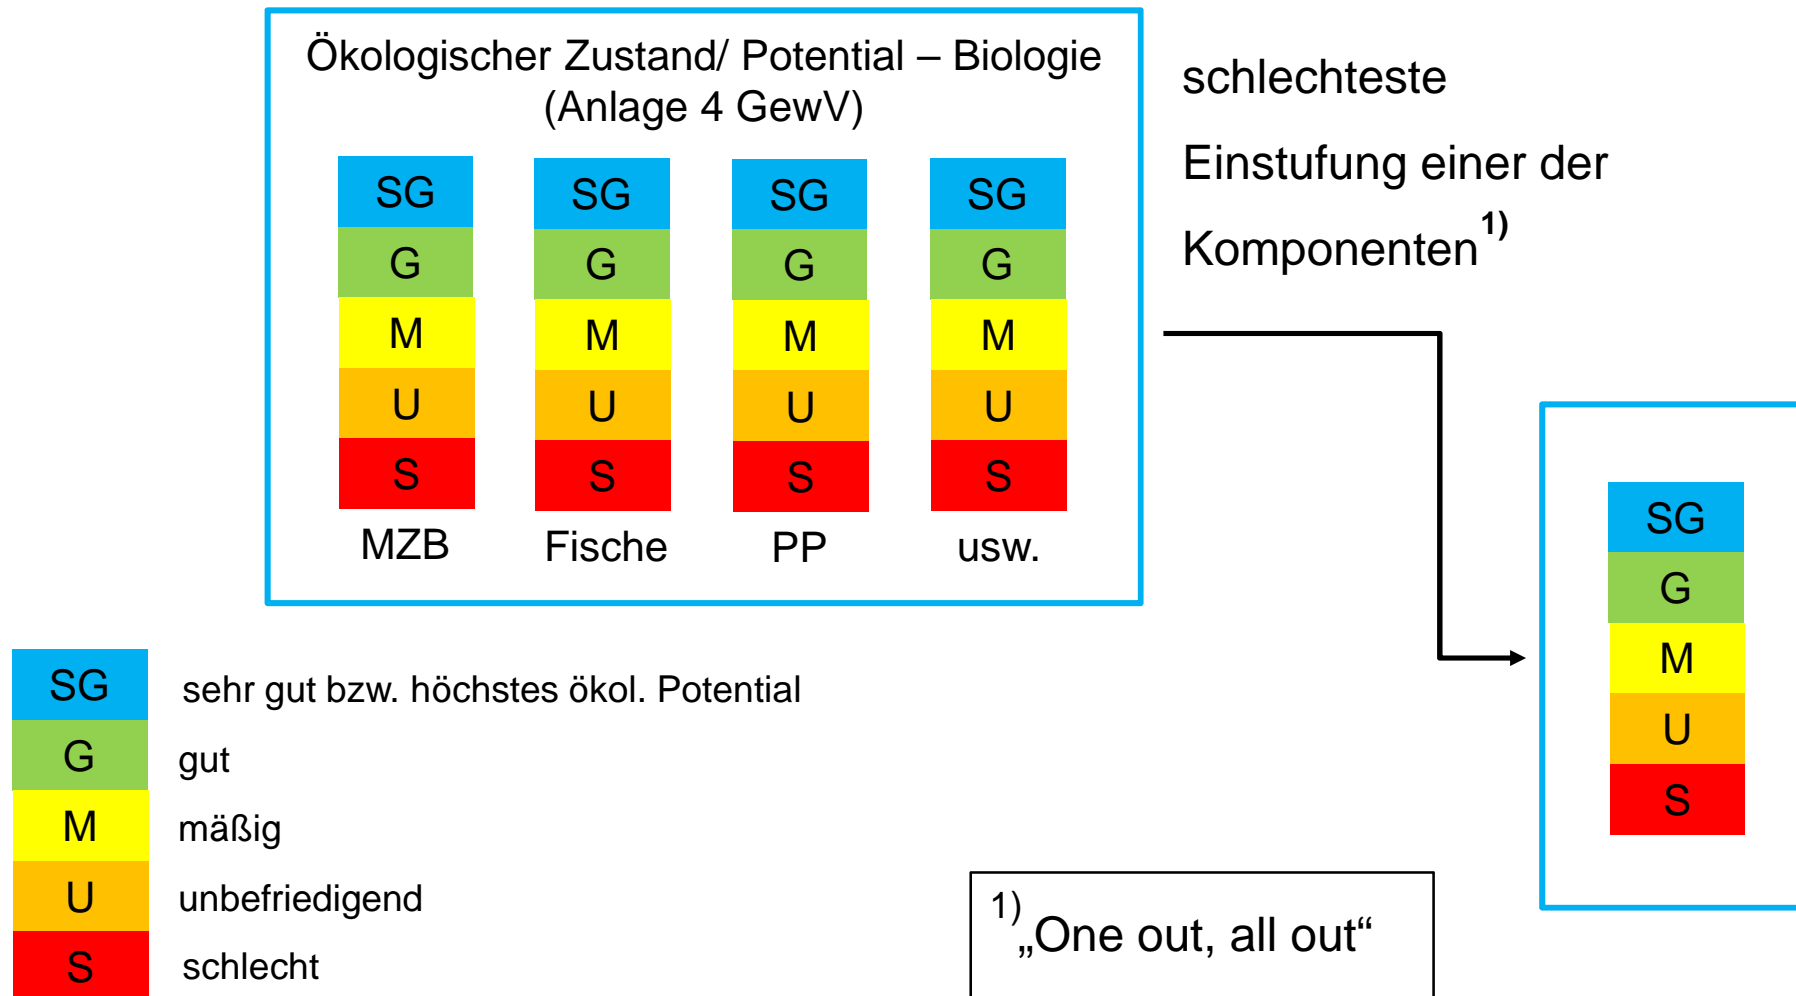 Ökologischer Zustand/ Potential – Biologie
(Anlage 4 GewV)
SG SG SG SG
G G G G
M M M M
U U U U
S S S S
MZB Fische PP usw.
schlechteste
Einstufung einer der
Komponenten1)
SG
G
M
U
S
SG sehr gut bzw. höchstes ökol. Potential
G gut
M mäßig
U unbefriedigend
S schlecht
1) „One out, all out“